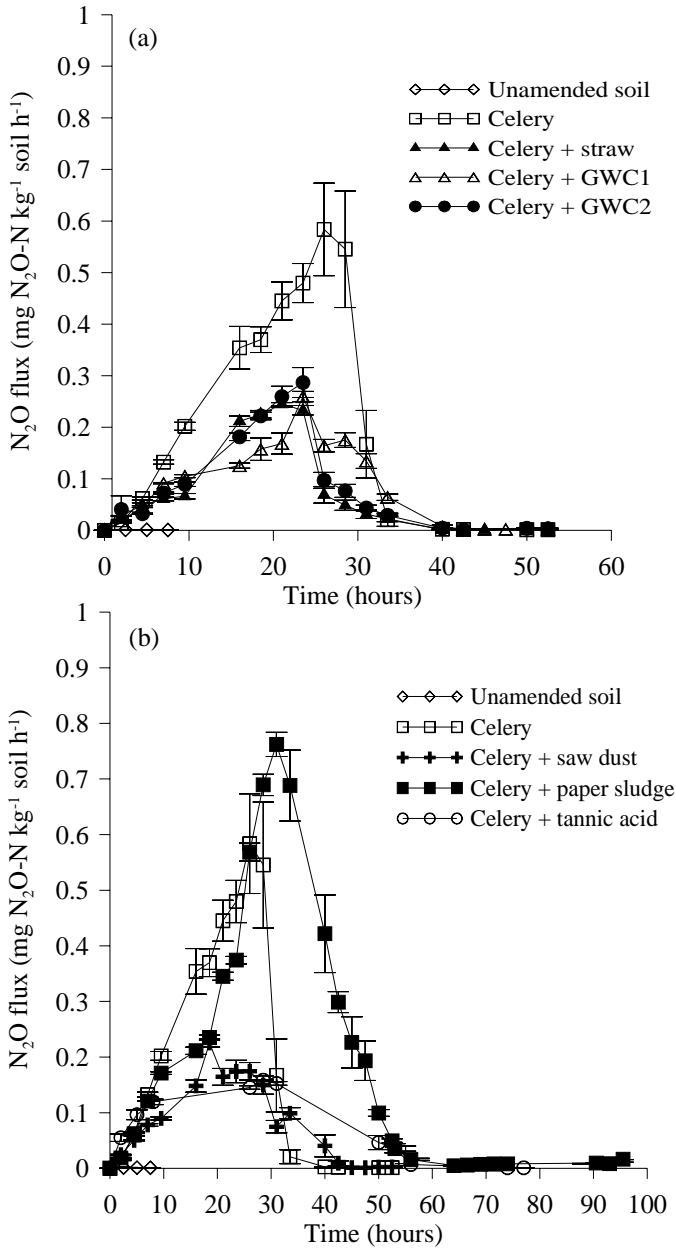 (a)
1
0.9
0.8
0.7
0.6
0.5
0.4
0.3
0.2
0.1
0
N₂O flux (mg N₂O-N kg⁻¹ soil h⁻¹)
Unamended soil
Celery
Celery + straw
Celery + GWC1
Celery + GWC2
0 10 20 30 40 50 60
Time (hours)
(b)
1
0.9
0.8
0.7
0.6
0.5
0.4
0.3
0.2
0.1
0
N₂O flux (mg N₂O-N kg⁻¹ soil h⁻¹)
Unamended soil
Celery
Celery + saw dust
Celery + paper sludge
Celery + tannic acid
0 10 20 30 40 50 60 70 80 90 100
Time (hours)